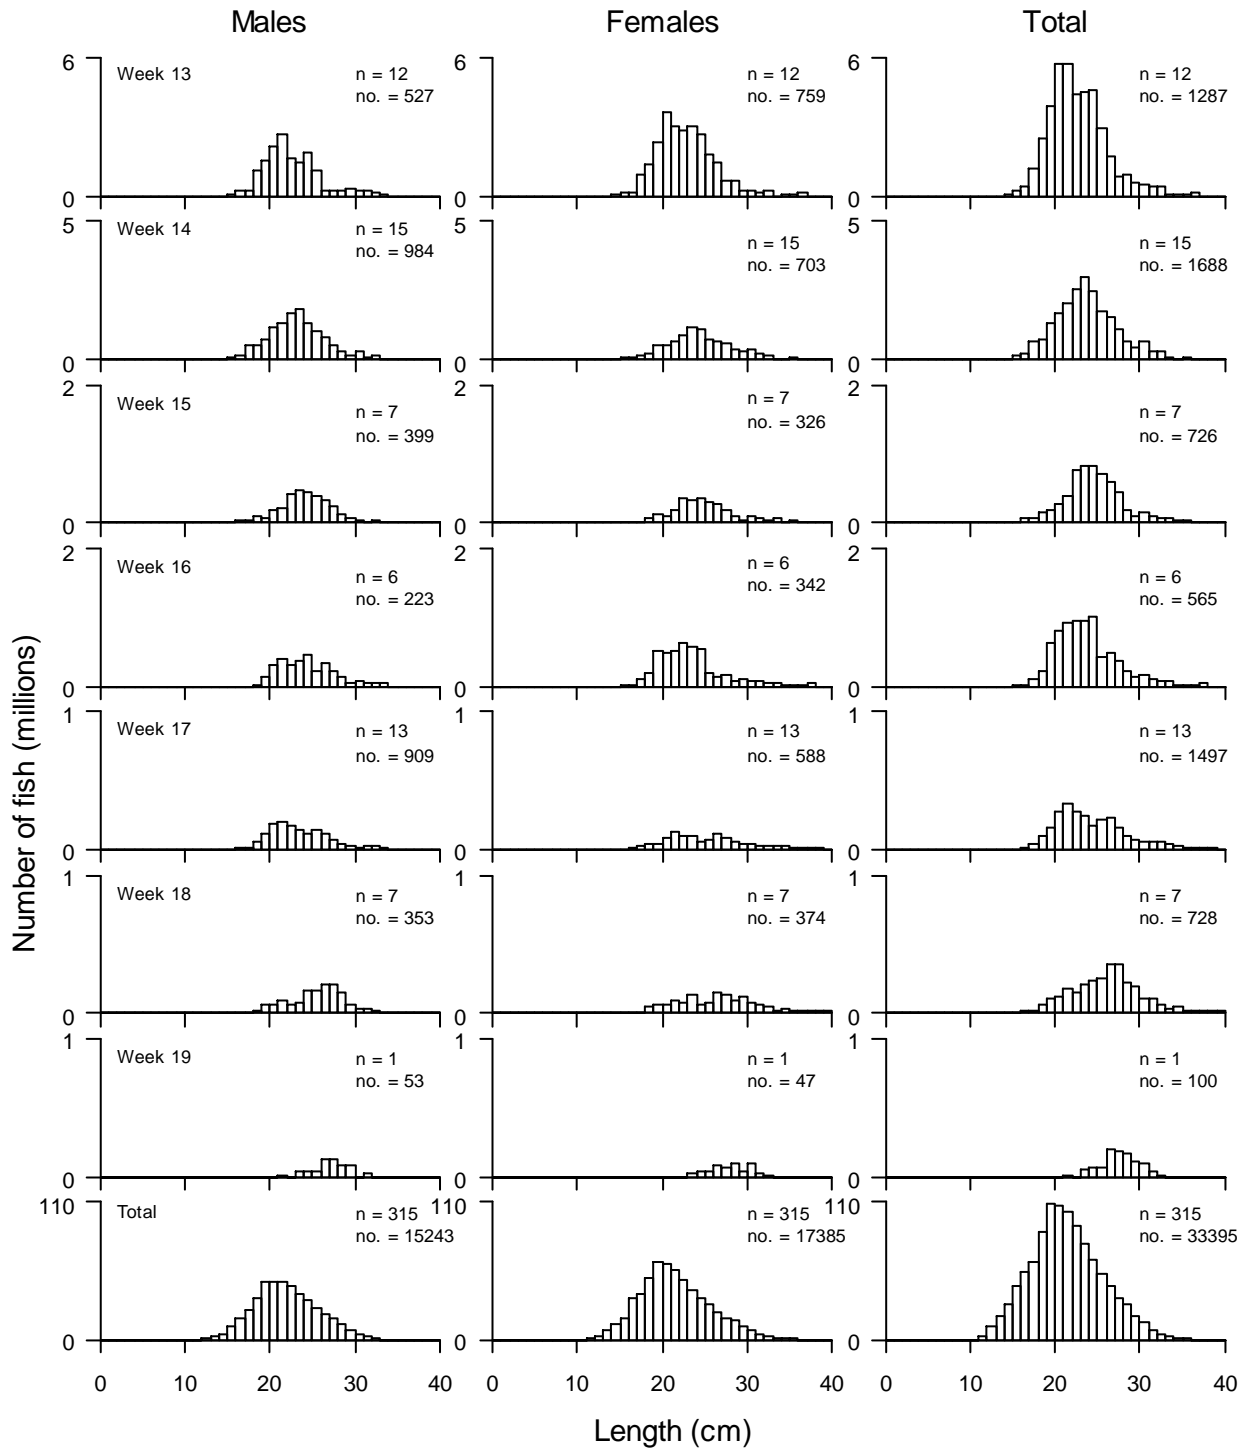 Males Females Total
6 Week 13 n = 12 6 n = 12 6 n = 12
no. = 527 no. = 759 no. = 1287
0 0 0
5 Week 14 n = 15 5 n = 15 5 n = 15
no. = 984 no. = 703 no. = 1688
0 0 0
2 Week 15 n = 7 2 n = 7 2 n = 7
no. = 399 no. = 326 no. = 726
0 0 0
2 Week 16 n = 6 2 n = 6 2 n = 6
no. = 223 no. = 342 no. = 565
0 0 0
1 Week 17 n = 13 1 n = 13 1 n = 13
no. = 909 no. = 588 no. = 1497
0 0 0
1 Week 18 n = 7 1 n = 7 1 n = 7
no. = 353 no. = 374 no. = 728
0 0 0
1 Week 19 n = 1 1 n = 1 1 n = 1
no. = 53 no. = 47 no. = 100
0 0 0
110 Total n = 315 110 n = 315 110 n = 315
no. = 15243 no. = 17385 no. = 33395
0 0 0
0 10 20 30 40 0 10 20 30 40 0 10 20 30 40
Length (cm)
Number of fish (millions)